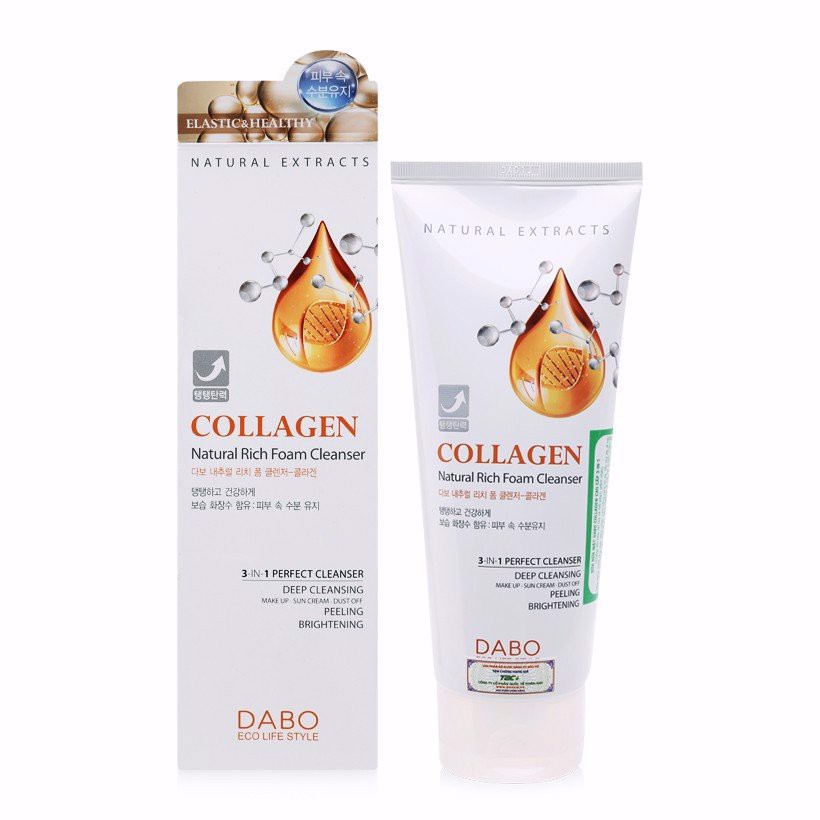 피부 속
수분유지
ELASTIC&HEALTHY
NATURAL EXTRACTS
탱탱탄력
COLLAGEN
Natural Rich Foam Cleanser
다보 내추럴 리치 폼 클렌저-콜라겐
탱탱하고 건강하게
보습 화장수 함유 : 피부 속 수분 유지
3-IN-1 PERFECT CLEANSER
DEEP CLEANSING
MAKE UP · SUN CREAM · DUST OFF
PEELING
BRIGHTENING
DABO
ECO LIFE STYLE
NATURAL EXTRACTS
탱탱탄력
COLLAGEN
Natural Rich Foam Cleanser
다보 내추럴 리치 폼 클렌저-콜라겐
탱탱하고 건강하게
보습 화장수 함유 : 피부 속 수분유지
3-IN-1 PERFECT CLEANSER
DEEP CLEANSING
MAKE UP · SUN CREAM · DUST OFF
PEELING
BRIGHTENING
DABO